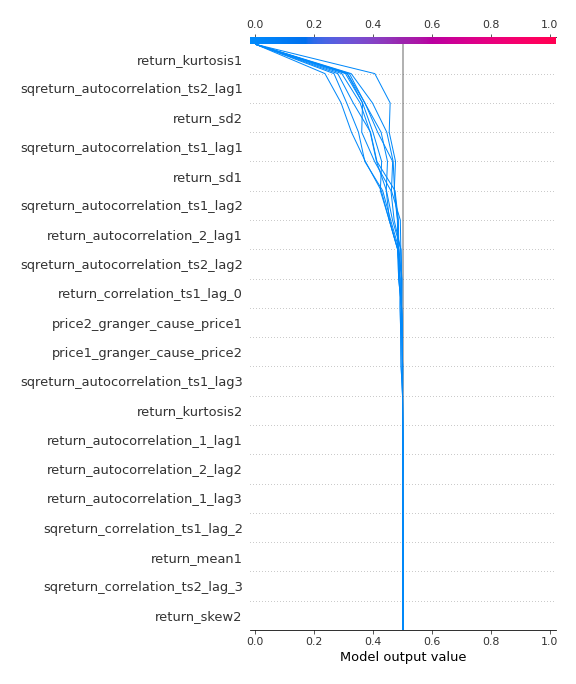 0.0 0.2 0.4 0.6 0.8 1.0
return_kurtosis1
sqreturn_autocorrelation_ts2_lag1
return_sd2
sqreturn_autocorrelation_ts1_lag1
return_sd1
sqreturn_autocorrelation_ts1_lag2
return_autocorrelation_2_lag1
sqreturn_autocorrelation_ts2_lag2
return_correlation_ts1_lag_0
price2_granger_cause_price1
price1_granger_cause_price2
sqreturn_autocorrelation_ts1_lag3
return_kurtosis2
return_autocorrelation_1_lag1
return_autocorrelation_2_lag2
return_autocorrelation_1_lag3
sqreturn_correlation_ts1_lag_2
return_mean1
sqreturn_correlation_ts2_lag_3
return_skew2
0.0 0.2 0.4 0.6 0.8 1.0
Model output value